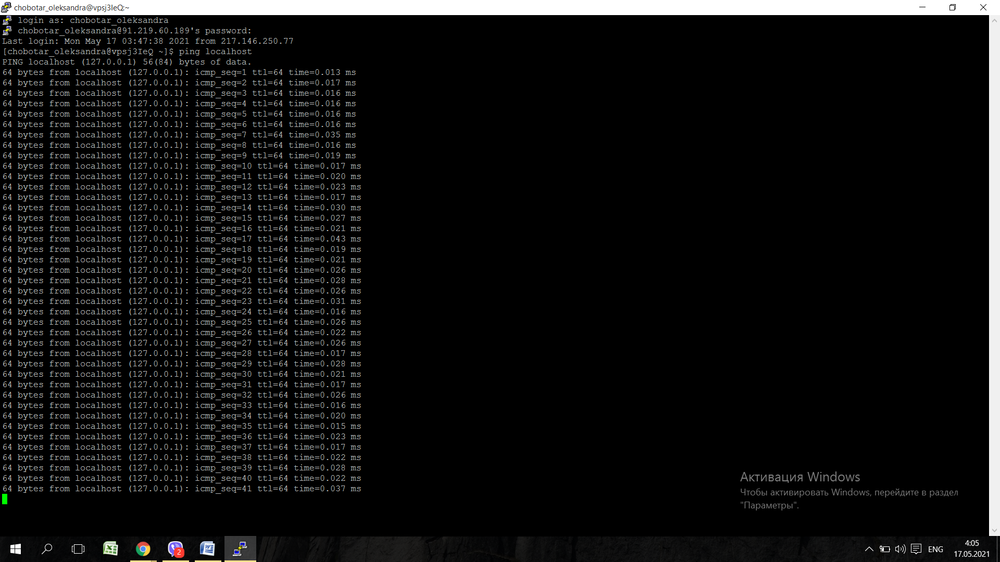 chobotar_oleksandra@vpsj3IeQ:~
login as: chobotar_oleksandra
chobotar_oleksandra@91.219.60.189's password:
Last login: Mon May 17 03:47:38 2021 from 217.146.250.77
[chobotar_oleksandra@vpsj3IeQ ~]$ ping localhost
PING localhost (127.0.0.1) 56(84) bytes of data.
64 bytes from localhost (127.0.0.1): icmp_seq=1 ttl=64 time=0.013 ms
64 bytes from localhost (127.0.0.1): icmp_seq=2 ttl=64 time=0.017 ms
64 bytes from localhost (127.0.0.1): icmp_seq=3 ttl=64 time=0.016 ms
64 bytes from localhost (127.0.0.1): icmp_seq=4 ttl=64 time=0.016 ms
64 bytes from localhost (127.0.0.1): icmp_seq=5 ttl=64 time=0.016 ms
64 bytes from localhost (127.0.0.1): icmp_seq=6 ttl=64 time=0.016 ms
64 bytes from localhost (127.0.0.1): icmp_seq=7 ttl=64 time=0.035 ms
64 bytes from localhost (127.0.0.1): icmp_seq=8 ttl=64 time=0.016 ms
64 bytes from localhost (127.0.0.1): icmp_seq=9 ttl=64 time=0.019 ms
64 bytes from localhost (127.0.0.1): icmp_seq=10 ttl=64 time=0.017 ms
64 bytes from localhost (127.0.0.1): icmp_seq=11 ttl=64 time=0.020 ms
64 bytes from localhost (127.0.0.1): icmp_seq=12 ttl=64 time=0.023 ms
64 bytes from localhost (127.0.0.1): icmp_seq=13 ttl=64 time=0.017 ms
64 bytes from localhost (127.0.0.1): icmp_seq=14 ttl=64 time=0.030 ms
64 bytes from localhost (127.0.0.1): icmp_seq=15 ttl=64 time=0.027 ms
64 bytes from localhost (127.0.0.1): icmp_seq=16 ttl=64 time=0.021 ms
64 bytes from localhost (127.0.0.1): icmp_seq=17 ttl=64 time=0.043 ms
64 bytes from localhost (127.0.0.1): icmp_seq=18 ttl=64 time=0.019 ms
64 bytes from localhost (127.0.0.1): icmp_seq=19 ttl=64 time=0.021 ms
64 bytes from localhost (127.0.0.1): icmp_seq=20 ttl=64 time=0.026 ms
64 bytes from localhost (127.0.0.1): icmp_seq=21 ttl=64 time=0.028 ms
64 bytes from localhost (127.0.0.1): icmp_seq=22 ttl=64 time=0.026 ms
64 bytes from localhost (127.0.0.1): icmp_seq=23 ttl=64 time=0.031 ms
64 bytes from localhost (127.0.0.1): icmp_seq=24 ttl=64 time=0.016 ms
64 bytes from localhost (127.0.0.1): icmp_seq=25 ttl=64 time=0.026 ms
64 bytes from localhost (127.0.0.1): icmp_seq=26 ttl=64 time=0.022 ms
64 bytes from localhost (127.0.0.1): icmp_seq=27 ttl=64 time=0.026 ms
64 bytes from localhost (127.0.0.1): icmp_seq=28 ttl=64 time=0.017 ms
64 bytes from localhost (127.0.0.1): icmp_seq=29 ttl=64 time=0.028 ms
64 bytes from localhost (127.0.0.1): icmp_seq=30 ttl=64 time=0.021 ms
64 bytes from localhost (127.0.0.1): icmp_seq=31 ttl=64 time=0.017 ms
64 bytes from localhost (127.0.0.1): icmp_seq=32 ttl=64 time=0.026 ms
64 bytes from localhost (127.0.0.1): icmp_seq=33 ttl=64 time=0.016 ms
64 bytes from localhost (127.0.0.1): icmp_seq=34 ttl=64 time=0.020 ms
64 bytes from localhost (127.0.0.1): icmp_seq=35 ttl=64 time=0.015 ms
64 bytes from localhost (127.0.0.1): icmp_seq=36 ttl=64 time=0.023 ms
64 bytes from localhost (127.0.0.1): icmp_seq=37 ttl=64 time=0.017 ms
64 bytes from localhost (127.0.0.1): icmp_seq=38 ttl=64 time=0.022 ms
64 bytes from localhost (127.0.0.1): icmp_seq=39 ttl=64 time=0.028 ms
64 bytes from localhost (127.0.0.1): icmp_seq=40 ttl=64 time=0.022 ms
64 bytes from localhost (127.0.0.1): icmp_seq=41 ttl=64 time=0.037 ms
Активация Windows
Чтобы активировать Windows, перейдите в раздел
"Параметры".
2
ENG
4:05
17.05.2021